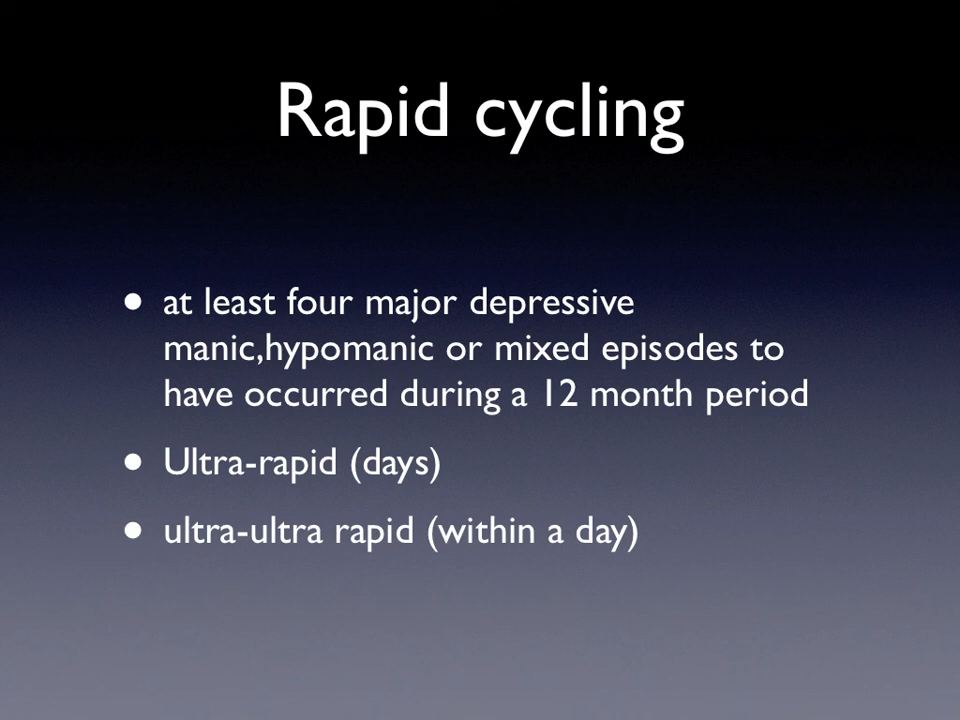 Rapid cycling
• at least four major depressive
manic,hypomanic or mixed episodes to
have occurred during a 12 month period
• Ultra-rapid (days)
• ultra-ultra rapid (within a day)